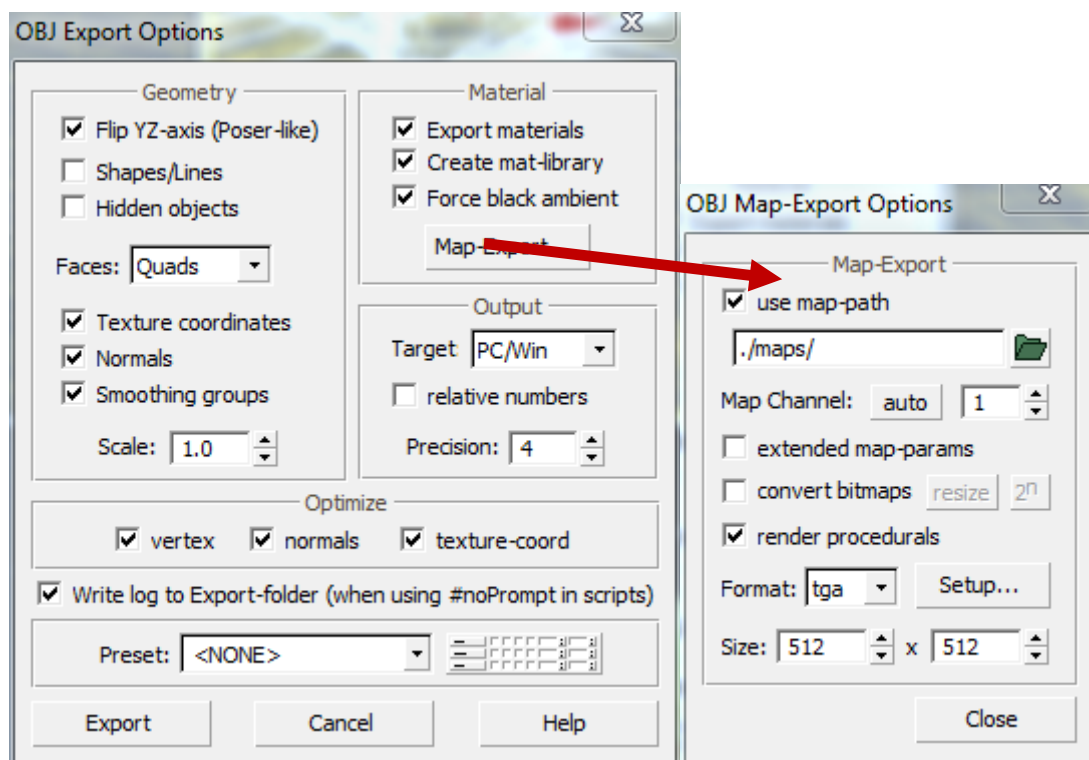 OBJ Export Options
Geometry
Flip YZ-axis (Poser-like)
Shapes/Lines
Hidden objects
Faces: Quads
Texture coordinates
Normals
Smoothing groups
Scale: 1.0
Material
Export materials
Create mat-library
Force black ambient
Map-Export...
Output
Target PC/Win
relative numbers
Precision: 4
Optimize
vertex normals texture-coord
Write log to Export-folder (when using #noPrompt in scripts)
Preset: <NONE>
Export Cancel Help
OBJ Map-Export Options
Map-Export
use map-path
./maps/
Map Channel: auto 1
extended map-params
convert bitmaps resize 2ⁿ
render procedurals
Format: tga Setup...
Size: 512 x 512
Close